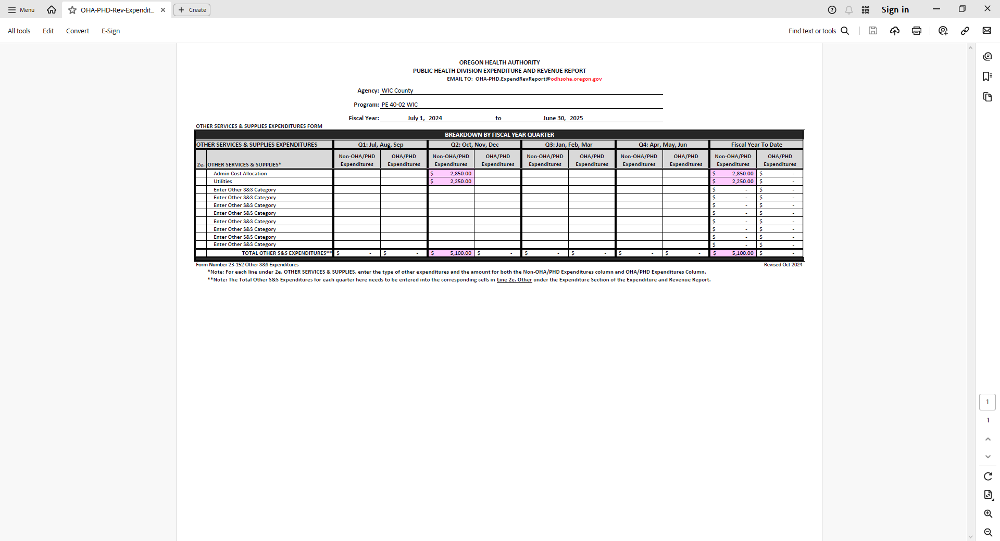 Menu
OHA-PHD-Rev-Expendit...
Create
Sign in
All tools Edit Convert E-Sign
Find text or tools
OREGON HEALTH AUTHORITY
PUBLIC HEALTH DIVISION EXPENDITURE AND REVENUE REPORT
EMAIL TO: OHA-PHD.ExpendRevReport@odhsoha.oregon.gov
Agency: WIC County
Program: PE 40-02 WIC
Fiscal Year: July 1, 2024 to June 30, 2025
OTHER SERVICES & SUPPLIES EXPENDITURES FORM
BREAKDOWN BY FISCAL YEAR QUARTER
OTHER SERVICES & SUPPLIES EXPENDITURES Q1: Jul, Aug, Sep Q2: Oct, Nov, Dec Q3: Jan, Feb, Mar Q4: Apr, May, Jun Fiscal Year To Date
Non-OHA/PHD OHA/PHD Non-OHA/PHD OHA/PHD Non-OHA/PHD OHA/PHD Non-OHA/PHD OHA/PHD Non-OHA/PHD OHA/PHD
2e. OTHER SERVICES & SUPPLIES* Expenditures Expenditures Expenditures Expenditures Expenditures Expenditures Expenditures Expenditures Expenditures Expenditures
Admin Cost Allocation $ 2,850.00 $ 2,850.00 $ -
Utilities $ 2,250.00 $ 2,250.00 $ -
Enter Other S&S Category $ - $ -
Enter Other S&S Category $ - $ -
Enter Other S&S Category $ - $ -
Enter Other S&S Category $ - $ -
Enter Other S&S Category $ - $ -
Enter Other S&S Category $ - $ -
Enter Other S&S Category $ - $ -
Enter Other S&S Category $ - $ -
TOTAL OTHER S&S EXPENDITURES** $ - $ - $ 5,100.00 $ - $ - $ - $ - $ - $ 5,100.00 $ -
Form Number 23-152 Other S&S Expenditures Revised Oct 2024
*Note: For each line under 2e. OTHER SERVICES & SUPPLIES, enter the type of other expenditures and the amount for both the Non-OHA/PHD Expenditures column and OHA/PHD Expenditures Column.
**Note: The Total Other S&S Expenditures for each quarter here needs to be entered into the corresponding cells in Line 2e. Other under the Expenditure Section of the Expenditure and Revenue Report.
1
1